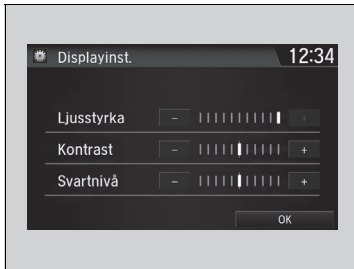 Displayinst.
12:34
Ljusstyrka - +
Kontrast - +
Svartnivå - +
OK